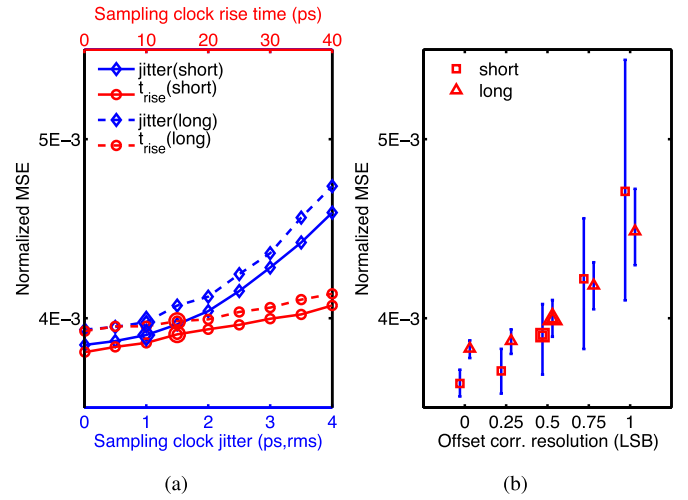 Sampling clock rise time (ps)
0 10 20 30 40
jitter(short)
t_rise(short)
jitter(long)
t_rise(long)
5E−3
4E−3
Normalized MSE
0 1 2 3 4
Sampling clock jitter (ps,rms)
(a)
short
long
5E−3
4E−3
Normalized MSE
0 0.25 0.5 0.75 1
Offset corr. resolution (LSB)
(b)